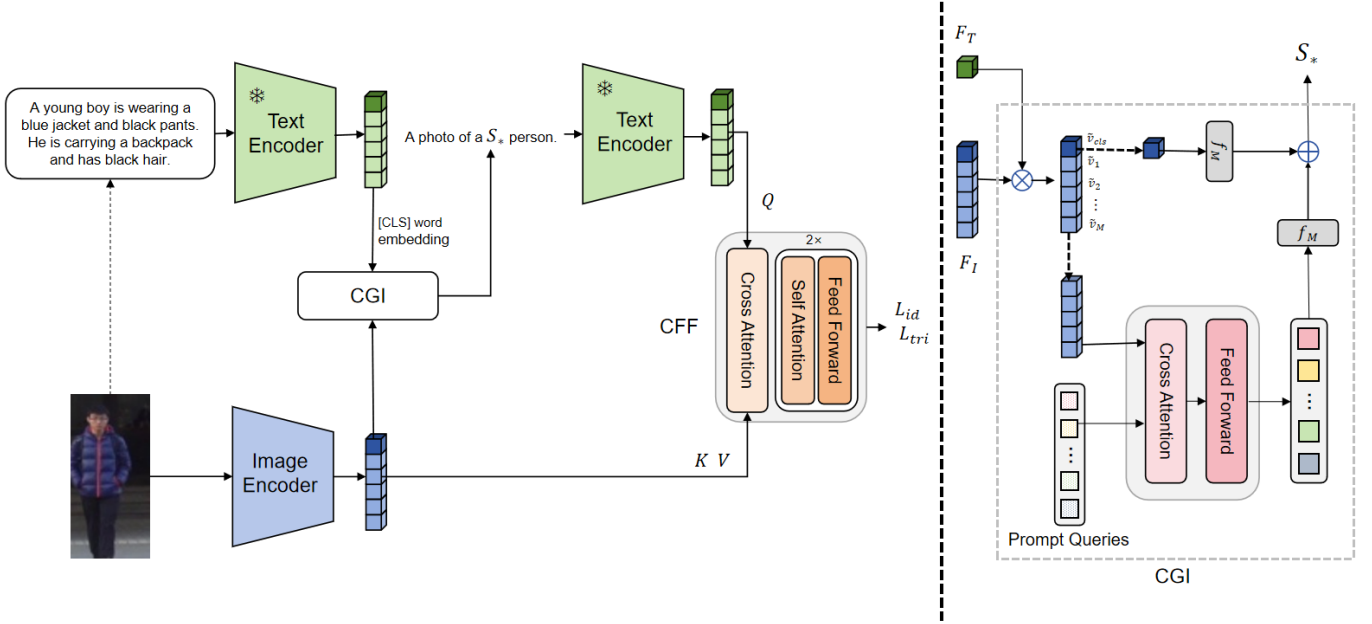 A young boy is wearing a
blue jacket and black pants.
He is carrying a backpack
and has black hair.
Text
Encoder
A photo of a S* person.
Text
Encoder
[CLS] word
embedding
CGI
Image
Encoder
Q
K V
CFF
2×
Cross Attention
Self Attention
Feed Forward
L_id
L_tri
F_T
F_I
S_*
ṽ_cls
ṽ_1
ṽ_2
⋮
ṽ_M
f_M
f_M
Cross Attention
Feed Forward
...
...
Prompt Queries
CGI